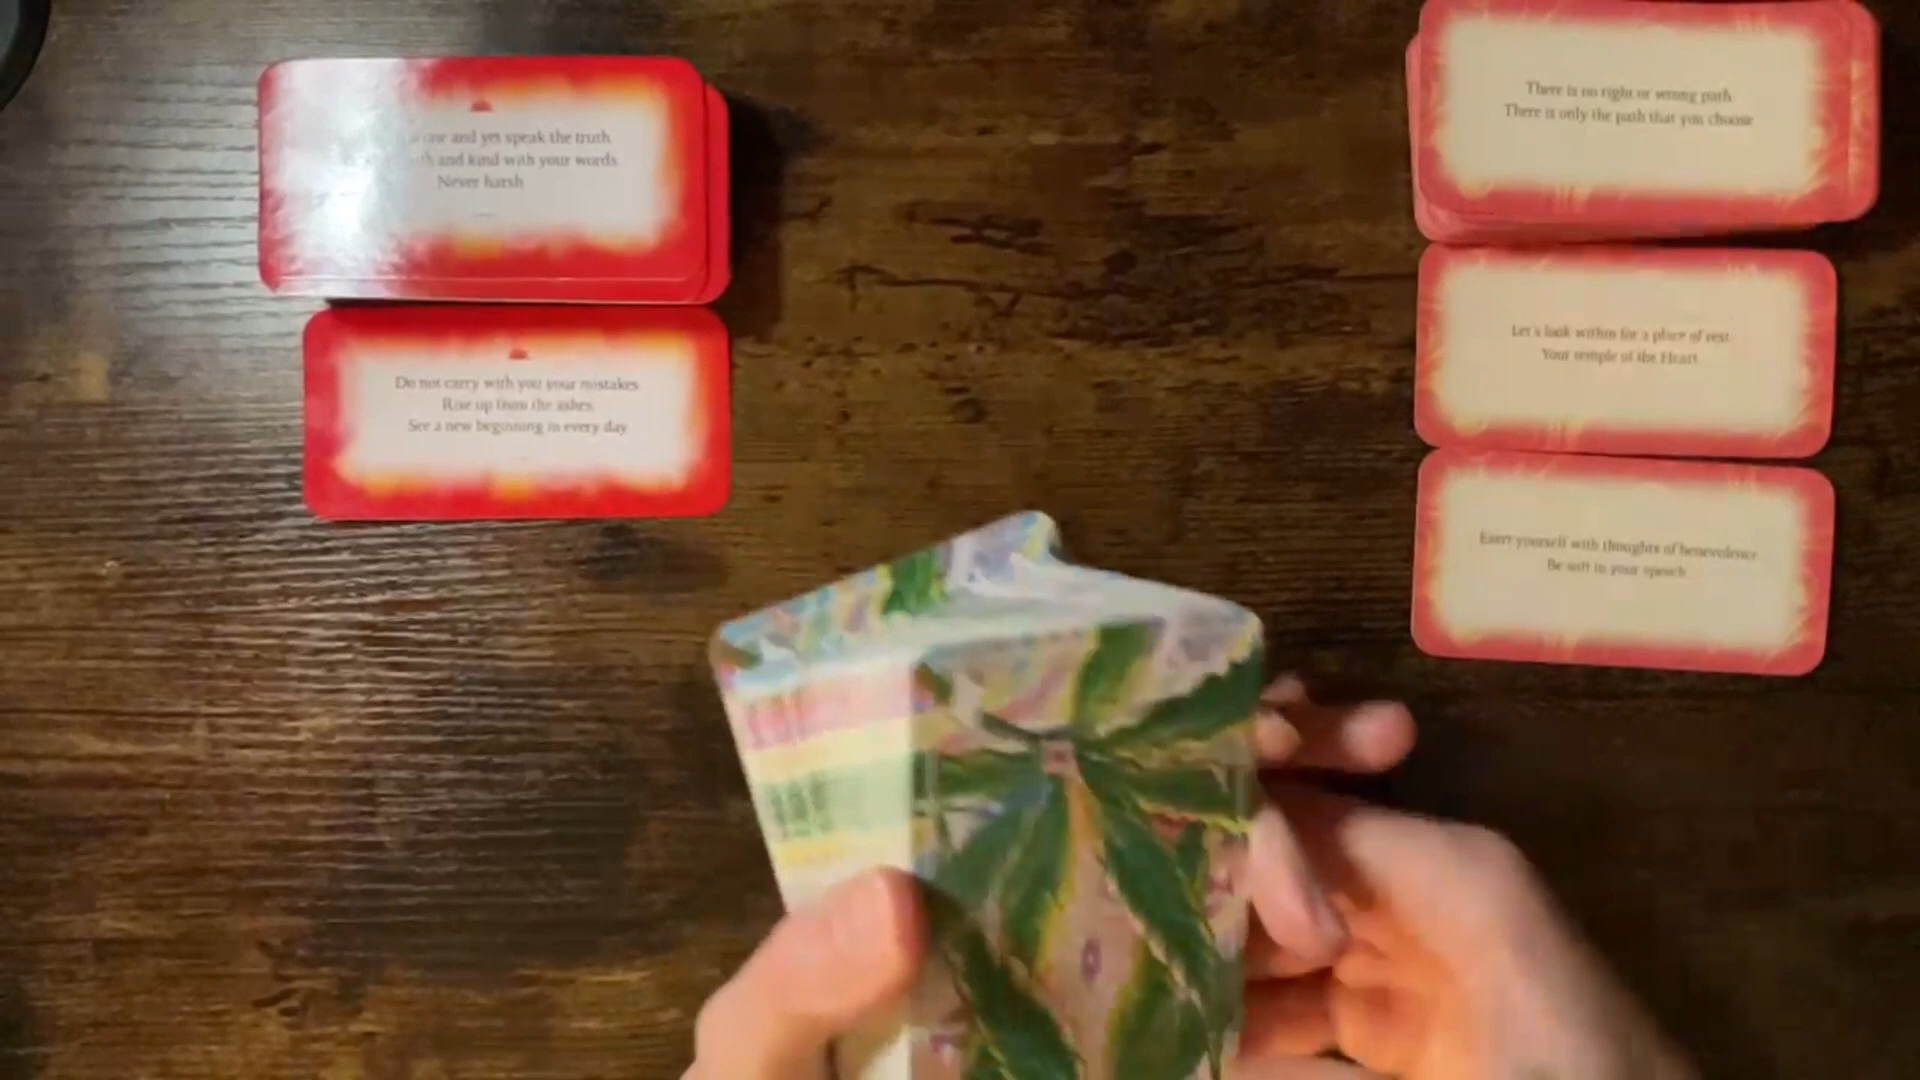 and yet speak the truth
and kind with your words
Never harsh
Do not carry with you your mistakes
Rise up from the ashes
See a new beginning in every day
There is no right or wrong path
There is only the path that you choose
Let's look within for a place of rest
Your temple of the Heart
yourself with thoughts of benevolence
Be soft in your speech